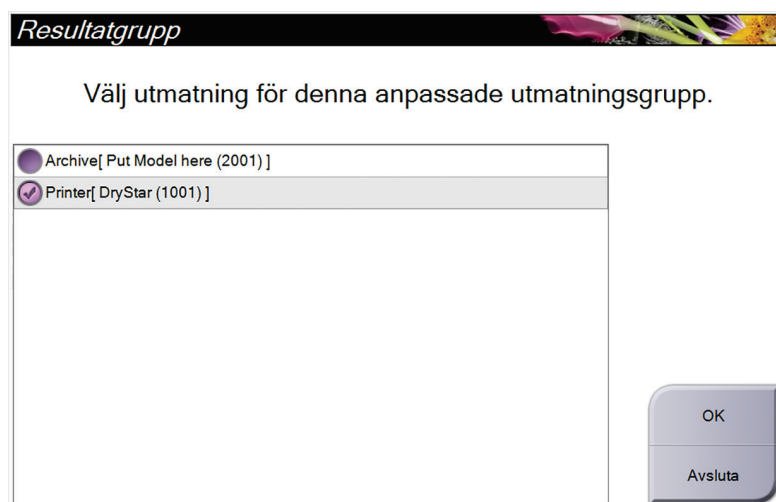 Resultatgrupp
Välj utmatning för denna anpassade utmatningsgrupp.
Archive[ Put Model here (2001) ]
Printer[ DryStar (1001) ]
OK
Avsluta